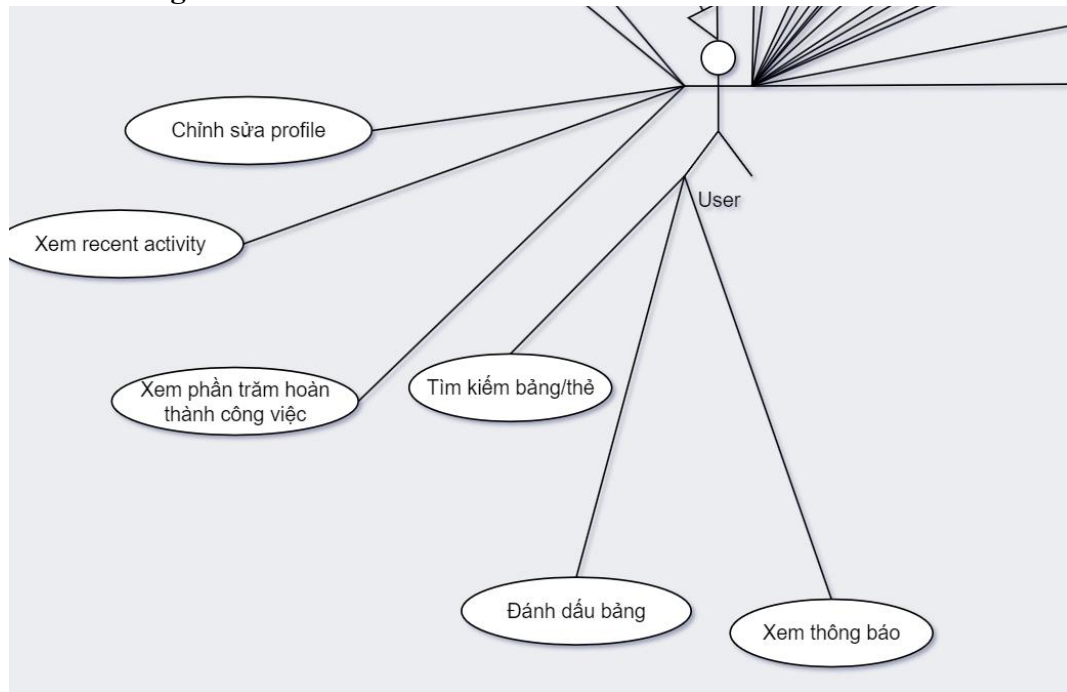 Chỉnh sửa profile
User
Xem recent activity
Xem phần trăm hoàn
thành công việc
Tìm kiếm bảng/thẻ
Đánh dấu bảng
Xem thông báo